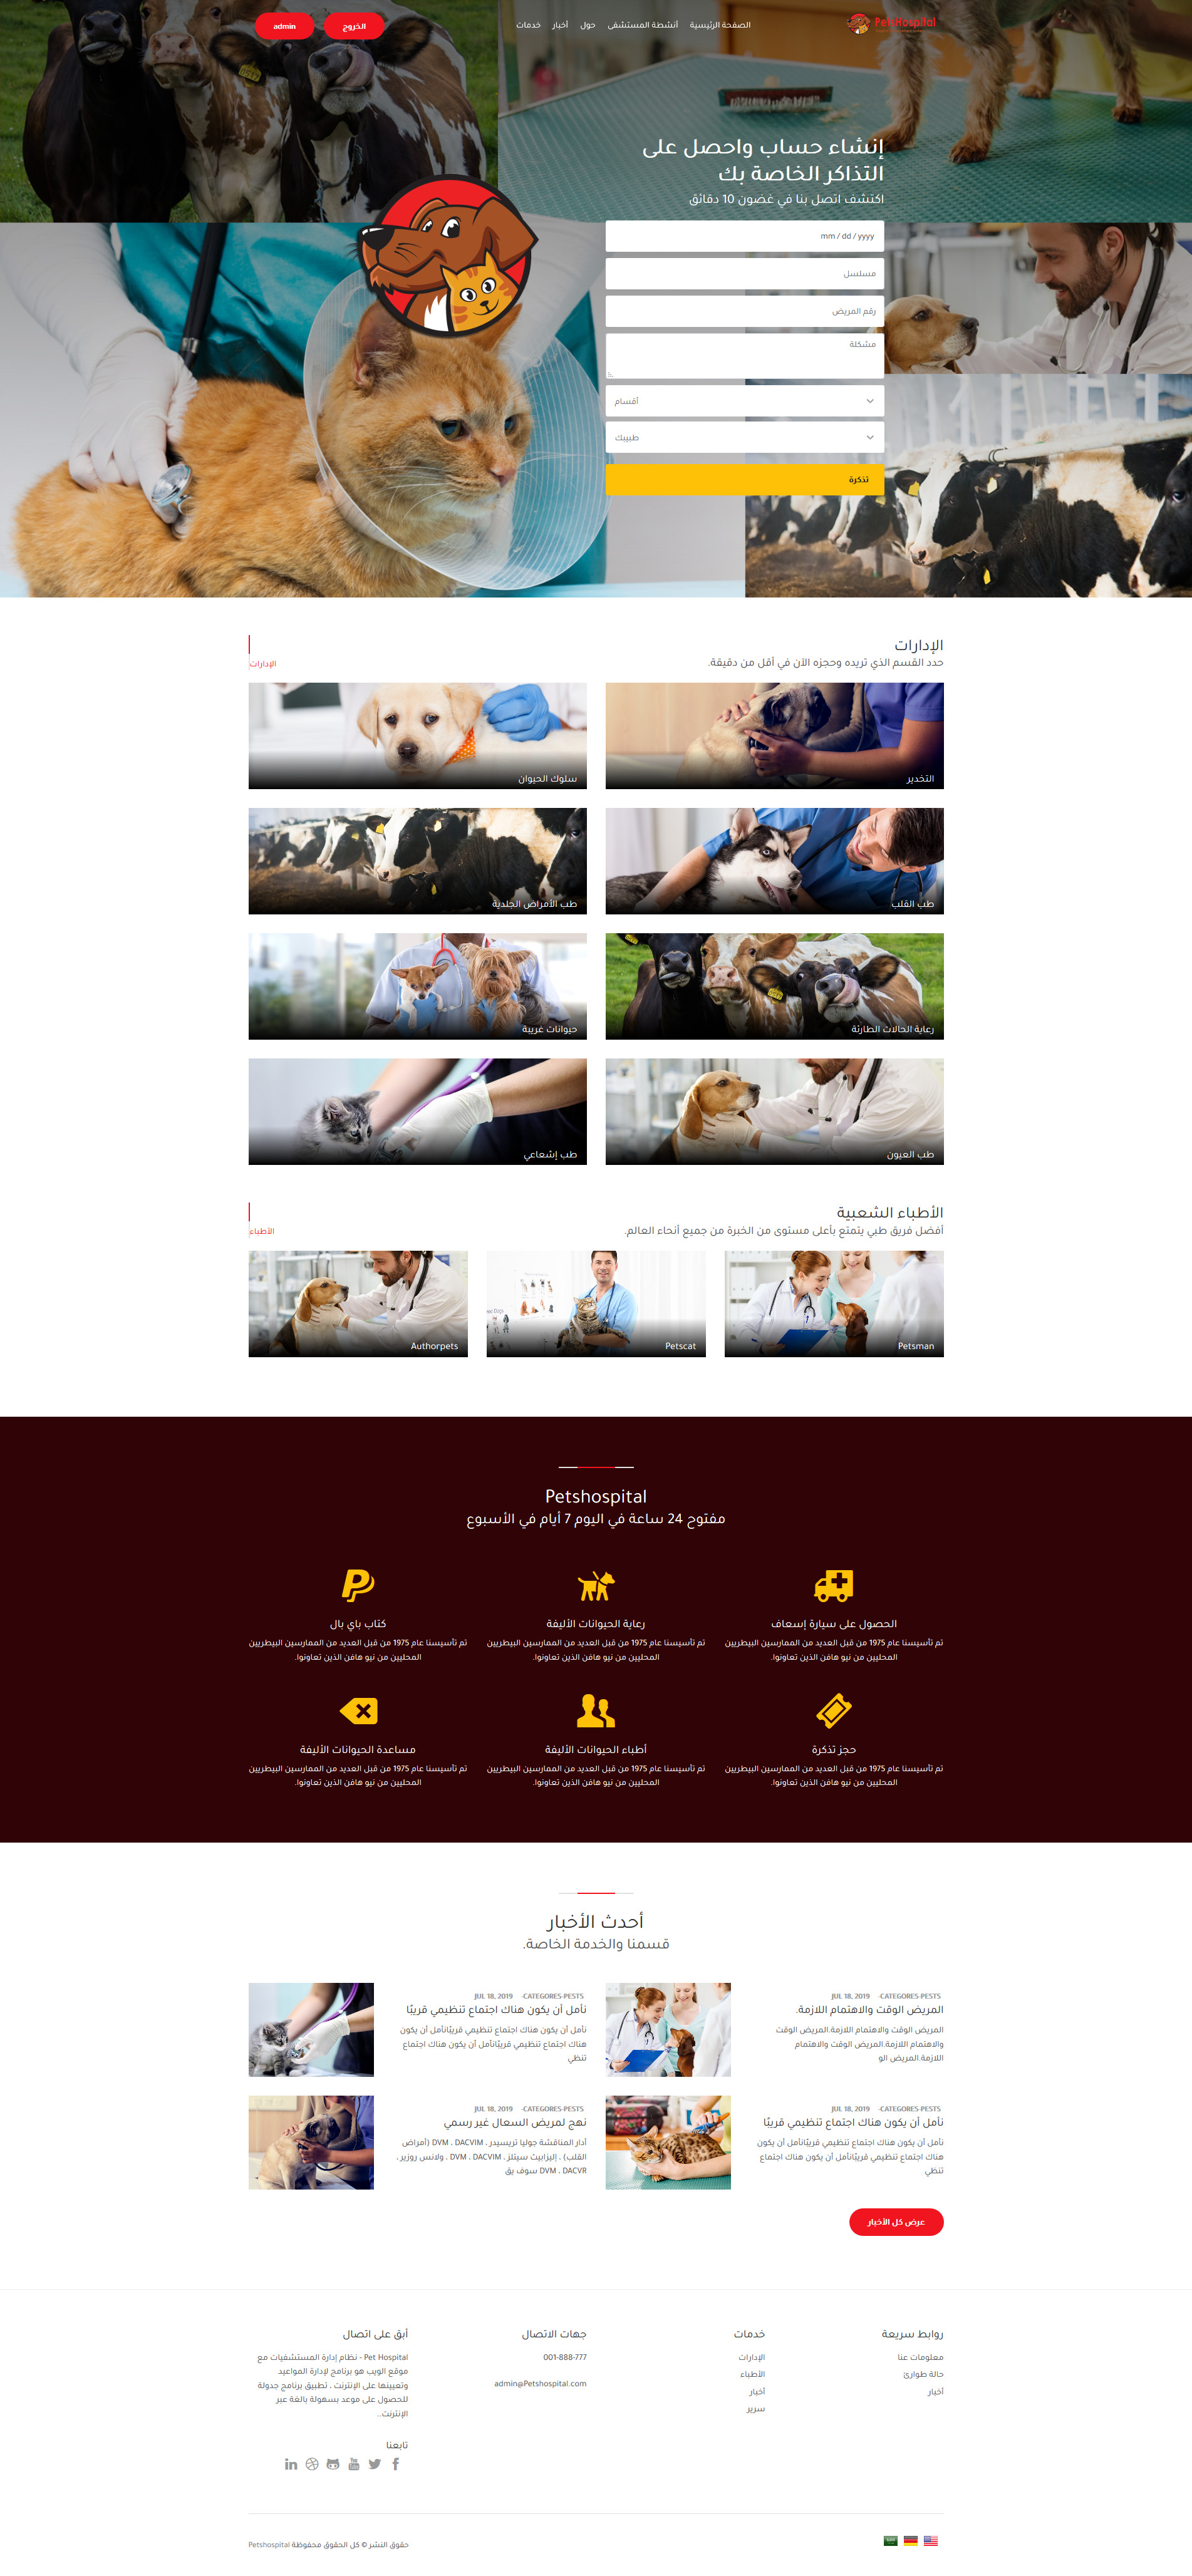 PetsHospital
الصفحة الرئيسية
أنشطة المستشفى
حول
أخبار
خدمات
الخروج
admin
إنشاء حساب واحصل على
التذاكر الخاصة بك
اكتشف اتصل بنا في غضون 10 دقائق
mm / dd / yyyy
مسلسل
رقم المريض
مشكلة
أقسام
طبيبك
تذكرة
الإدارات
حدد القسم الذي تريده وحجزه الآن في أقل من دقيقة.
الإدارات
التخدير
سلوك الحيوان
طب القلب
طب الأمراض الجلدية
رعاية الحالات الطارئة
حيوانات غريبة
طب العيون
طب إشعاعي
الأطباء الشعبية
أفضل فريق طبي يتمتع بأعلى مستوى من الخبرة من جميع أنحاء العالم.
الأطباء
Petsman
Petscat
Authorpets
Petshospital
مفتوح 24 ساعة في اليوم 7 أيام في الأسبوع
الحصول على سيارة إسعاف
تم تأسيسنا عام 1975 من قبل العديد من الممارسين البيطريين
المحليين من نيو هافن الذين تعاونوا.
رعاية الحيوانات الأليفة
تم تأسيسنا عام 1975 من قبل العديد من الممارسين البيطريين
المحليين من نيو هافن الذين تعاونوا.
كتاب باي بال
تم تأسيسنا عام 1975 من قبل العديد من الممارسين البيطريين
المحليين من نيو هافن الذين تعاونوا.
حجز تذكرة
تم تأسيسنا عام 1975 من قبل العديد من الممارسين البيطريين
المحليين من نيو هافن الذين تعاونوا.
أطباء الحيوانات الأليفة
تم تأسيسنا عام 1975 من قبل العديد من الممارسين البيطريين
المحليين من نيو هافن الذين تعاونوا.
مساعدة الحيوانات الأليفة
تم تأسيسنا عام 1975 من قبل العديد من الممارسين البيطريين
المحليين من نيو هافن الذين تعاونوا.
أحدث الأخبار
قسمنا والخدمة الخاصة.
JUL 18, 2019 -CATEGORES-PESTS
المريض الوقت والاهتمام اللازمة.
المريض الوقت والاهتمام اللازمة.المريض الوقت
والاهتمام اللازمة.المريض الوقت والاهتمام
اللازمة.المريض الو
JUL 18, 2019 -CATEGORES-PESTS
نأمل أن يكون هناك اجتماع تنظيمي قريبًا
نأمل أن يكون هناك اجتماع تنظيمي قريبًانأمل أن يكون
هناك اجتماع تنظيمي قريبًانأمل أن يكون هناك اجتماع
تنظي
JUL 18, 2019 -CATEGORES-PESTS
نأمل أن يكون هناك اجتماع تنظيمي قريبًا
نأمل أن يكون هناك اجتماع تنظيمي قريبًانأمل أن يكون
هناك اجتماع تنظيمي قريبًانأمل أن يكون هناك اجتماع
تنظي
JUL 18, 2019 -CATEGORES-PESTS
نهج لمريض السعال غير رسمي
أدار المناقشة جوليا تريسيدر ، DVM ، DACVIM (أمراض
القلب) ، إليزابيث سيتلز ، DVM ، DACVIM ، ولانس روزير ،
DVM ، DACVR سوف يق
عرض كل الأخبار
روابط سريعة
معلومات عنا
حالة طوارئ
أخبار
خدمات
الإدارات
الأطباء
أخبار
سرير
جهات الاتصال
001-888-777
admin@Petshospital.com
أبق على اتصال
Pet Hospital - نظام إدارة المستشفيات مع
موقع الويب هو برنامج لإدارة المواعيد
وتعيينها على الإنترنت ، تطبيق برنامج جدولة
للحصول على موعد بسهولة بالغة عبر
الإنترنت..
تابعنا
حقوق النشر © كل الحقوق محفوظة Petshospital